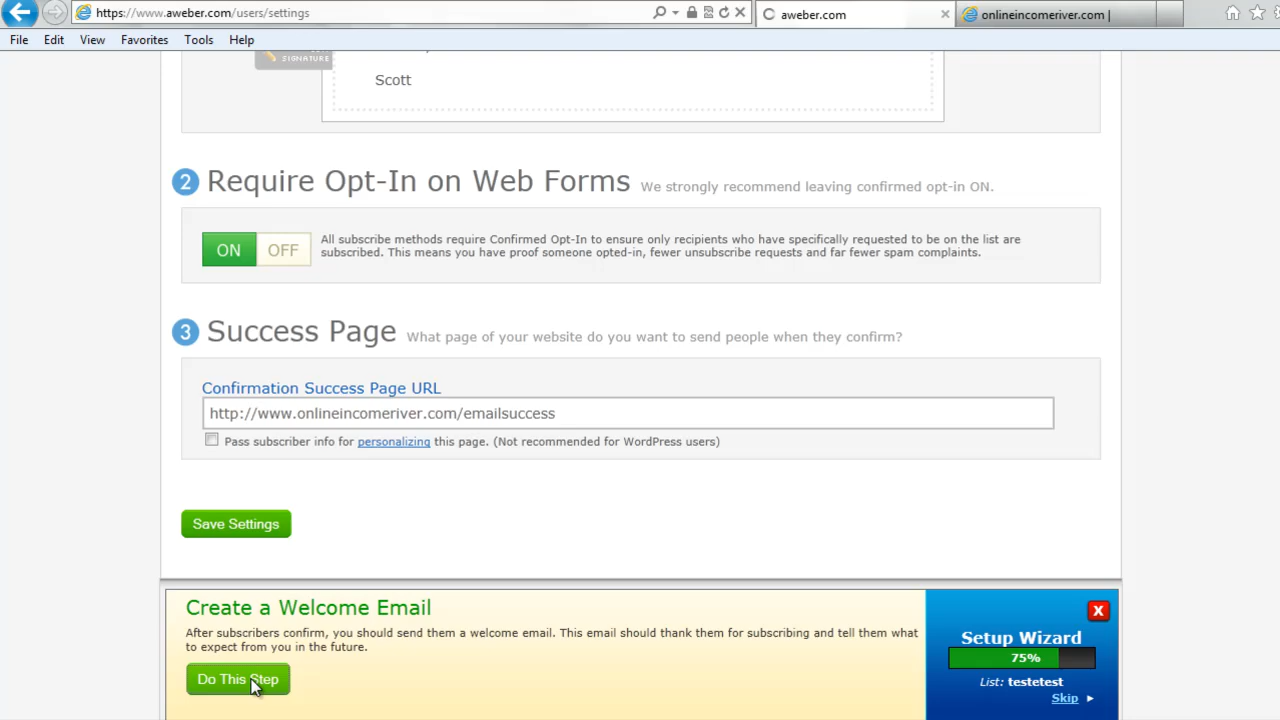 https://www.aweber.com/users/settings
aweber.com
onlineincomeriver.com |
File Edit View Favorites Tools Help
SIGNATURE
Scott
2 Require Opt-In on Web Forms We strongly recommend leaving confirmed opt-in ON.
ON OFF
All subscribe methods require Confirmed Opt-In to ensure only recipients who have specifically requested to be on the list are
subscribed. This means you have proof someone opted-in, fewer unsubscribe requests and far fewer spam complaints.
3 Success Page What page of your website do you want to send people when they confirm?
Confirmation Success Page URL
http://www.onlineincomeriver.com/emailsuccess
Pass subscriber info for personalizing this page. (Not recommended for WordPress users)
Save Settings
Create a Welcome Email
After subscribers confirm, you should send them a welcome email. This email should thank them for subscribing and tell them what
to expect from you in the future.
Do This Step
X
Setup Wizard
75%
List: testetest
Skip